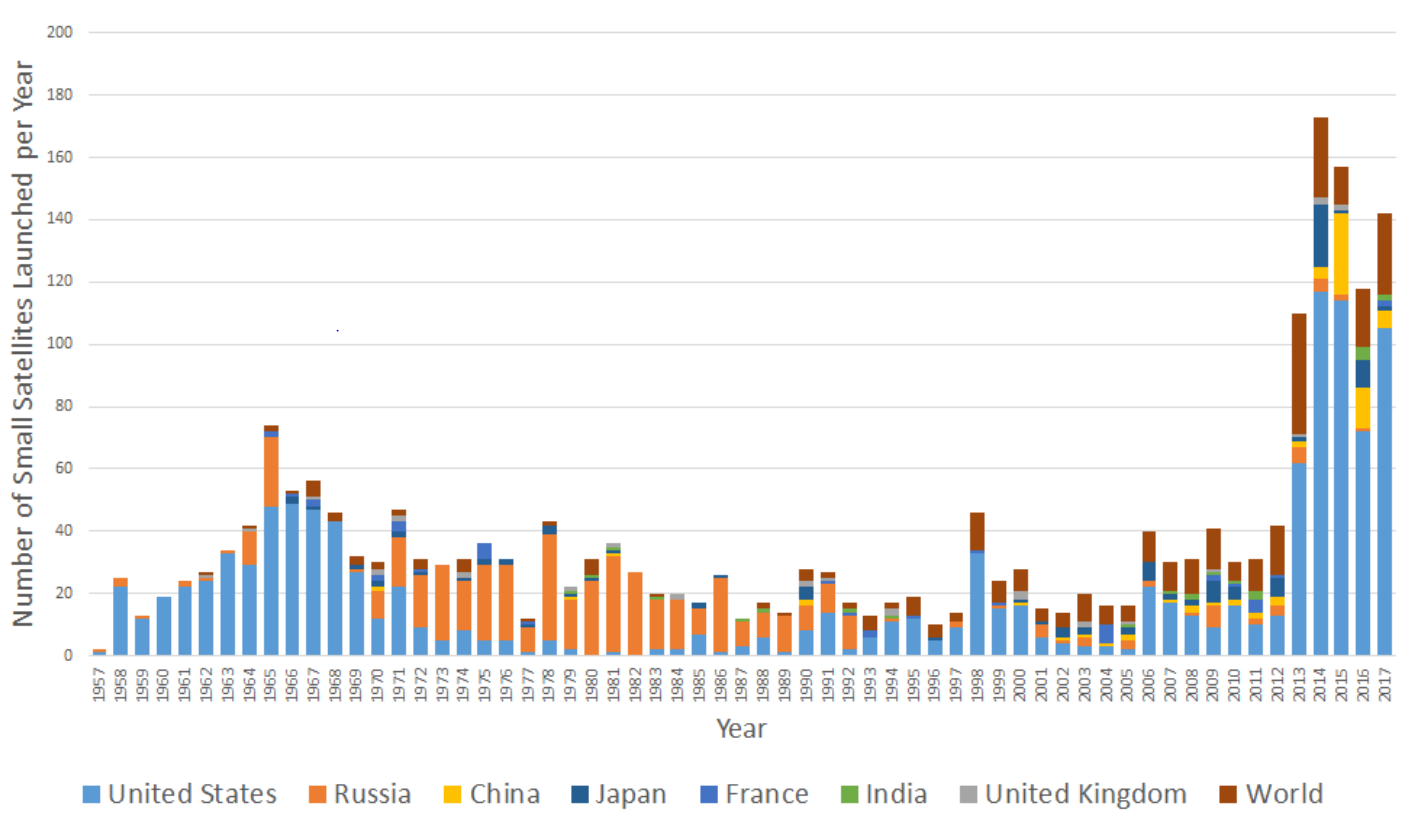 200
180
160
140
120
100
80
60
40
20
0
Number of Small Satellites Launched per Year
1957 1958 1959 1960 1961 1962 1963 1964 1965 1966 1967 1968 1969 1970 1971 1972 1973 1974 1975 1976 1977 1978 1979 1980 1981 1982 1983 1984 1985 1986 1987 1988 1989 1990 1991 1992 1993 1994 1995 1996 1997 1998 1999 2000 2001 2002 2003 2004 2005 2006 2007 2008 2009 2010 2011 2012 2013 2014 2015 2016 2017
Year
United States Russia China Japan France India United Kingdom World